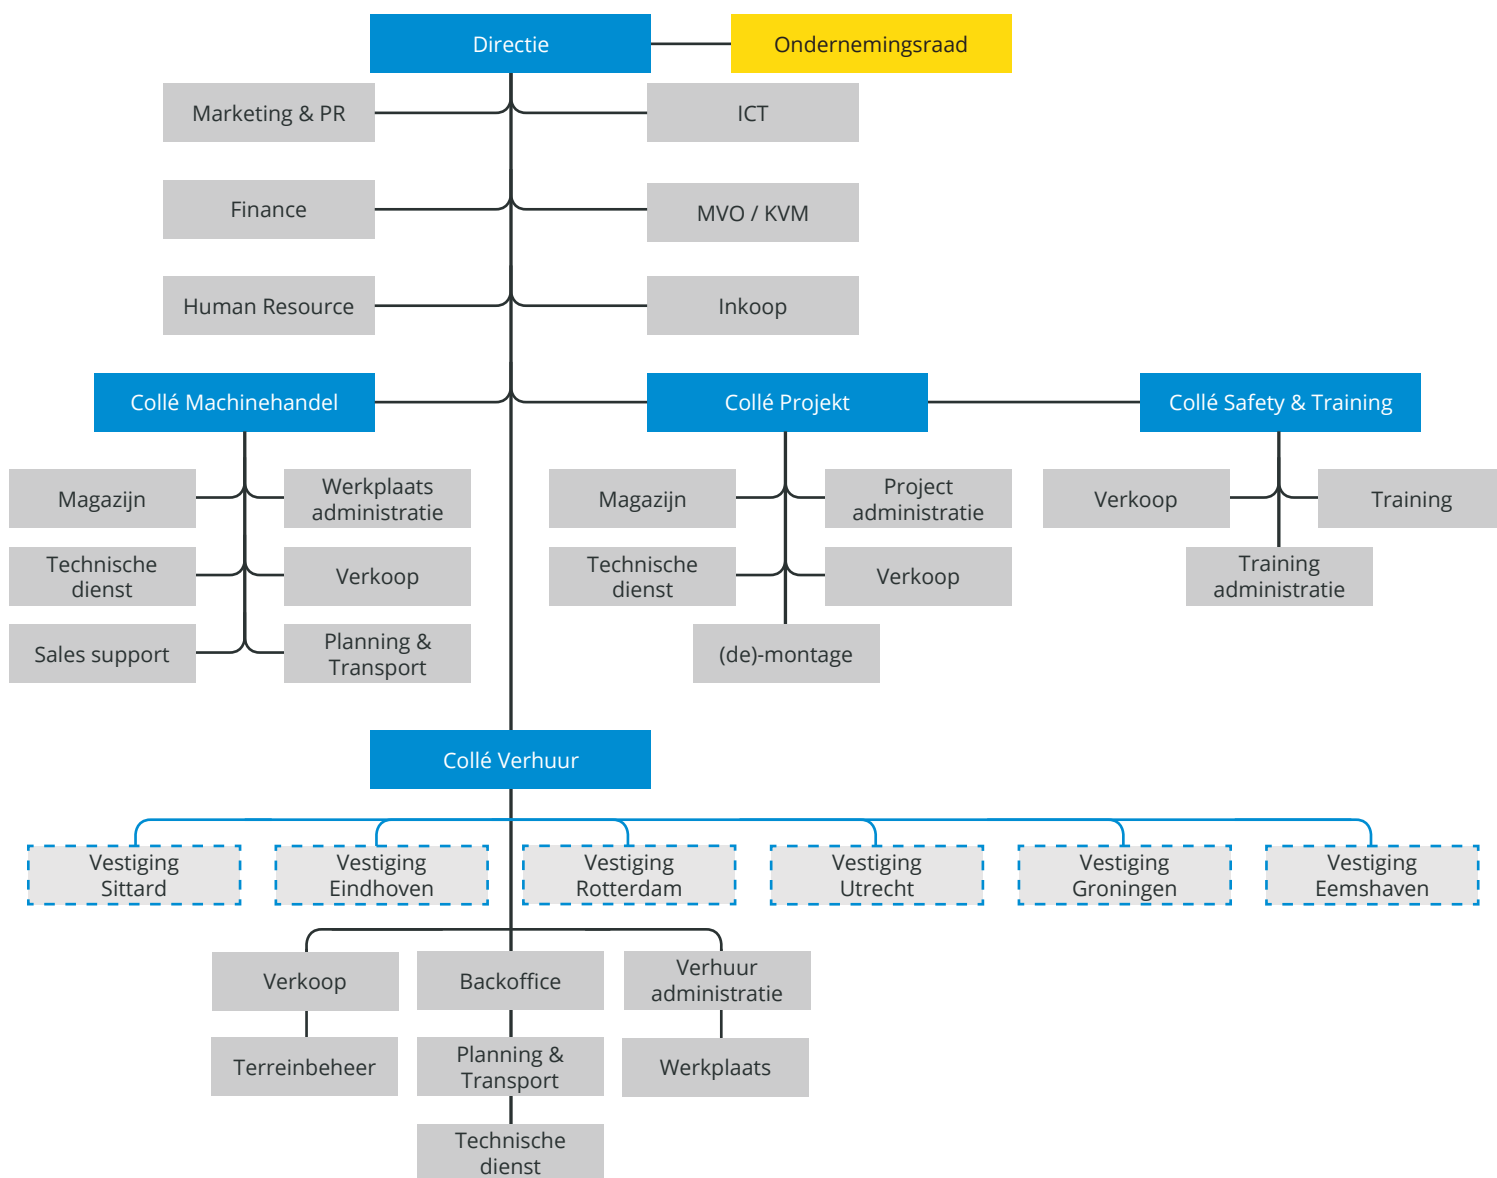 Directie
Ondernemingsraad
Marketing & PR
ICT
Finance
MVO / KVM
Human Resource
Inkoop
Collé Machinehandel
Collé Projekt
Collé Safety & Training
Magazijn
Werkplaats
administratie
Magazijn
Project
administratie
Verkoop
Training
Technische
dienst
Verkoop
Technische
dienst
Verkoop
Training
administratie
Sales support
Planning &
Transport
(de)-montage
Collé Verhuur
Vestiging
Sittard
Vestiging
Eindhoven
Vestiging
Rotterdam
Vestiging
Utrecht
Vestiging
Groningen
Vestiging
Eemshaven
Verkoop
Backoffice
Verhuur
administratie
Terreinbeheer
Planning &
Transport
Werkplaats
Technische
dienst